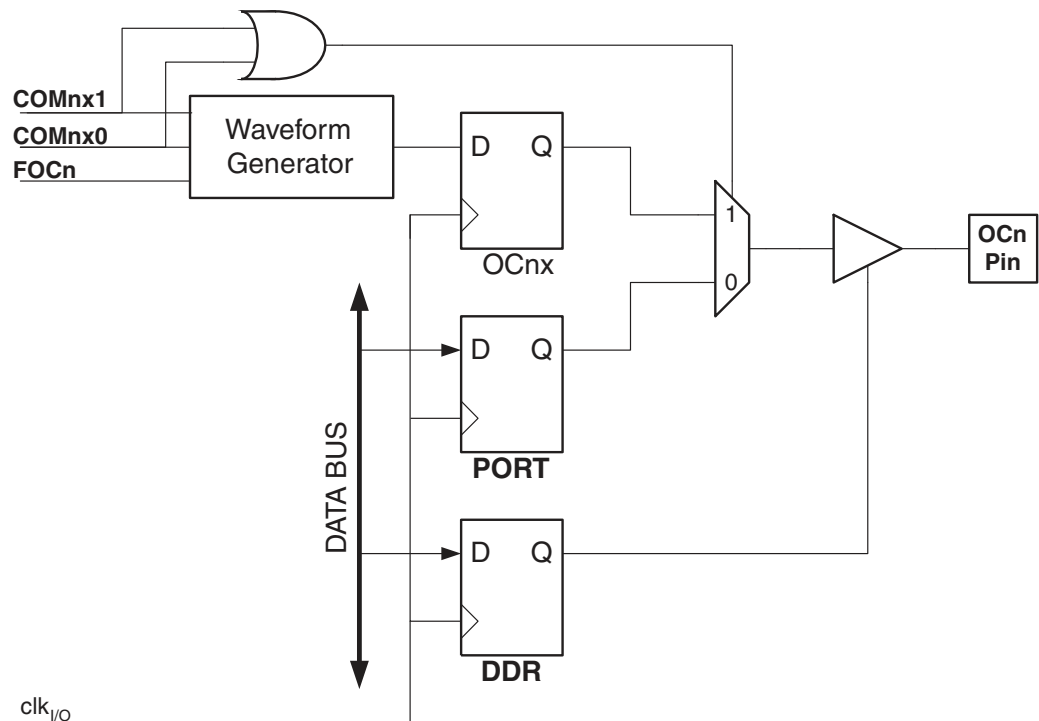 COMnx1
COMnx0
FOCn
Waveform
Generator
D Q
OCnx
1
0
OCn
Pin
D Q
PORT
DATA BUS
D Q
DDR
clkI/O